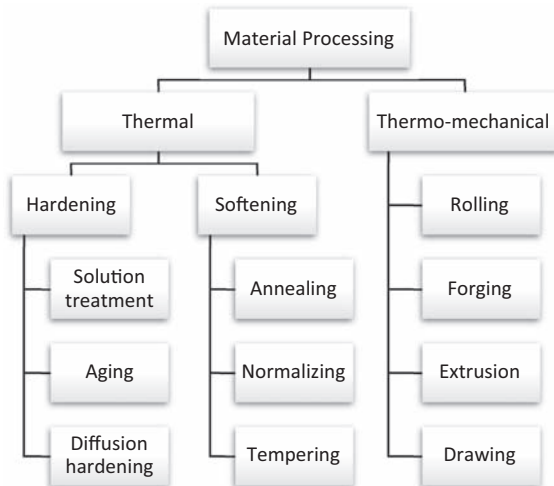 Material Processing
Thermal
Thermo-mechanical
Hardening
Softening
Rolling
Solution
treatment
Annealing
Forging
Aging
Normalizing
Extrusion
Diffusion
hardening
Tempering
Drawing